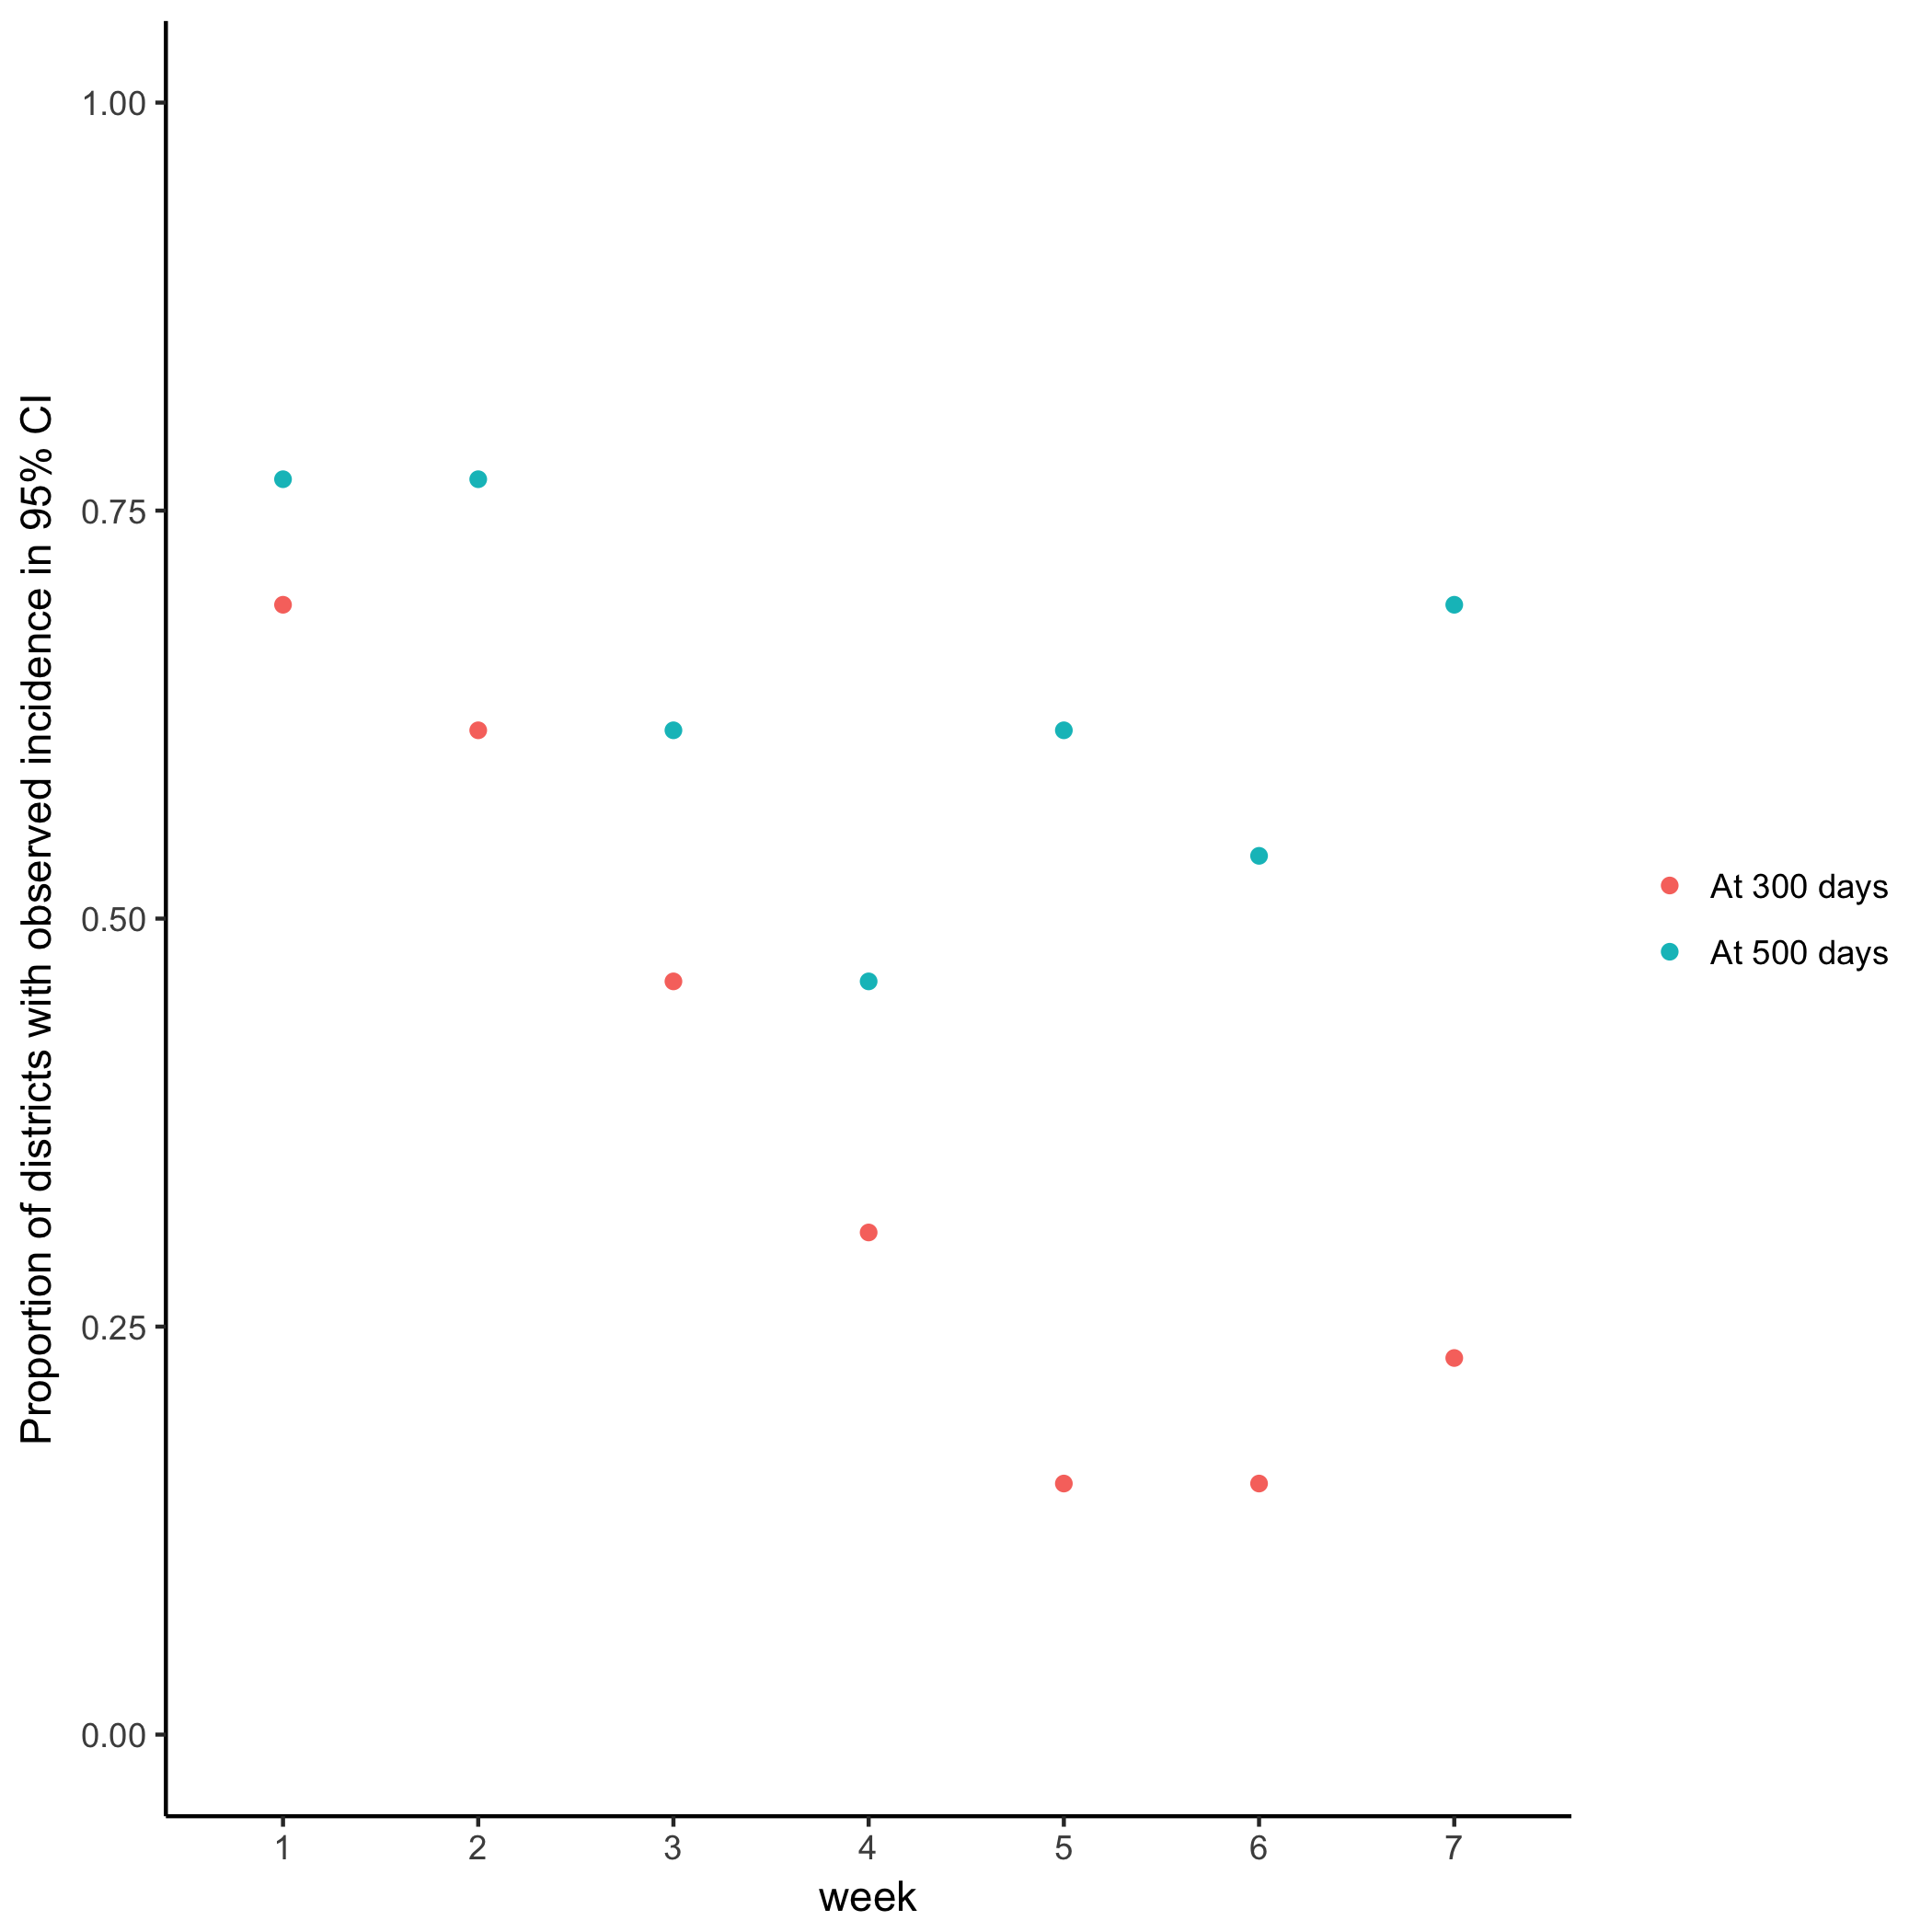 Proportion of districts with observed incidence in 95% CI
1.00
0.75
0.50
0.25
0.00
1 2 3 4 5 6 7
week
At 300 days
At 500 days